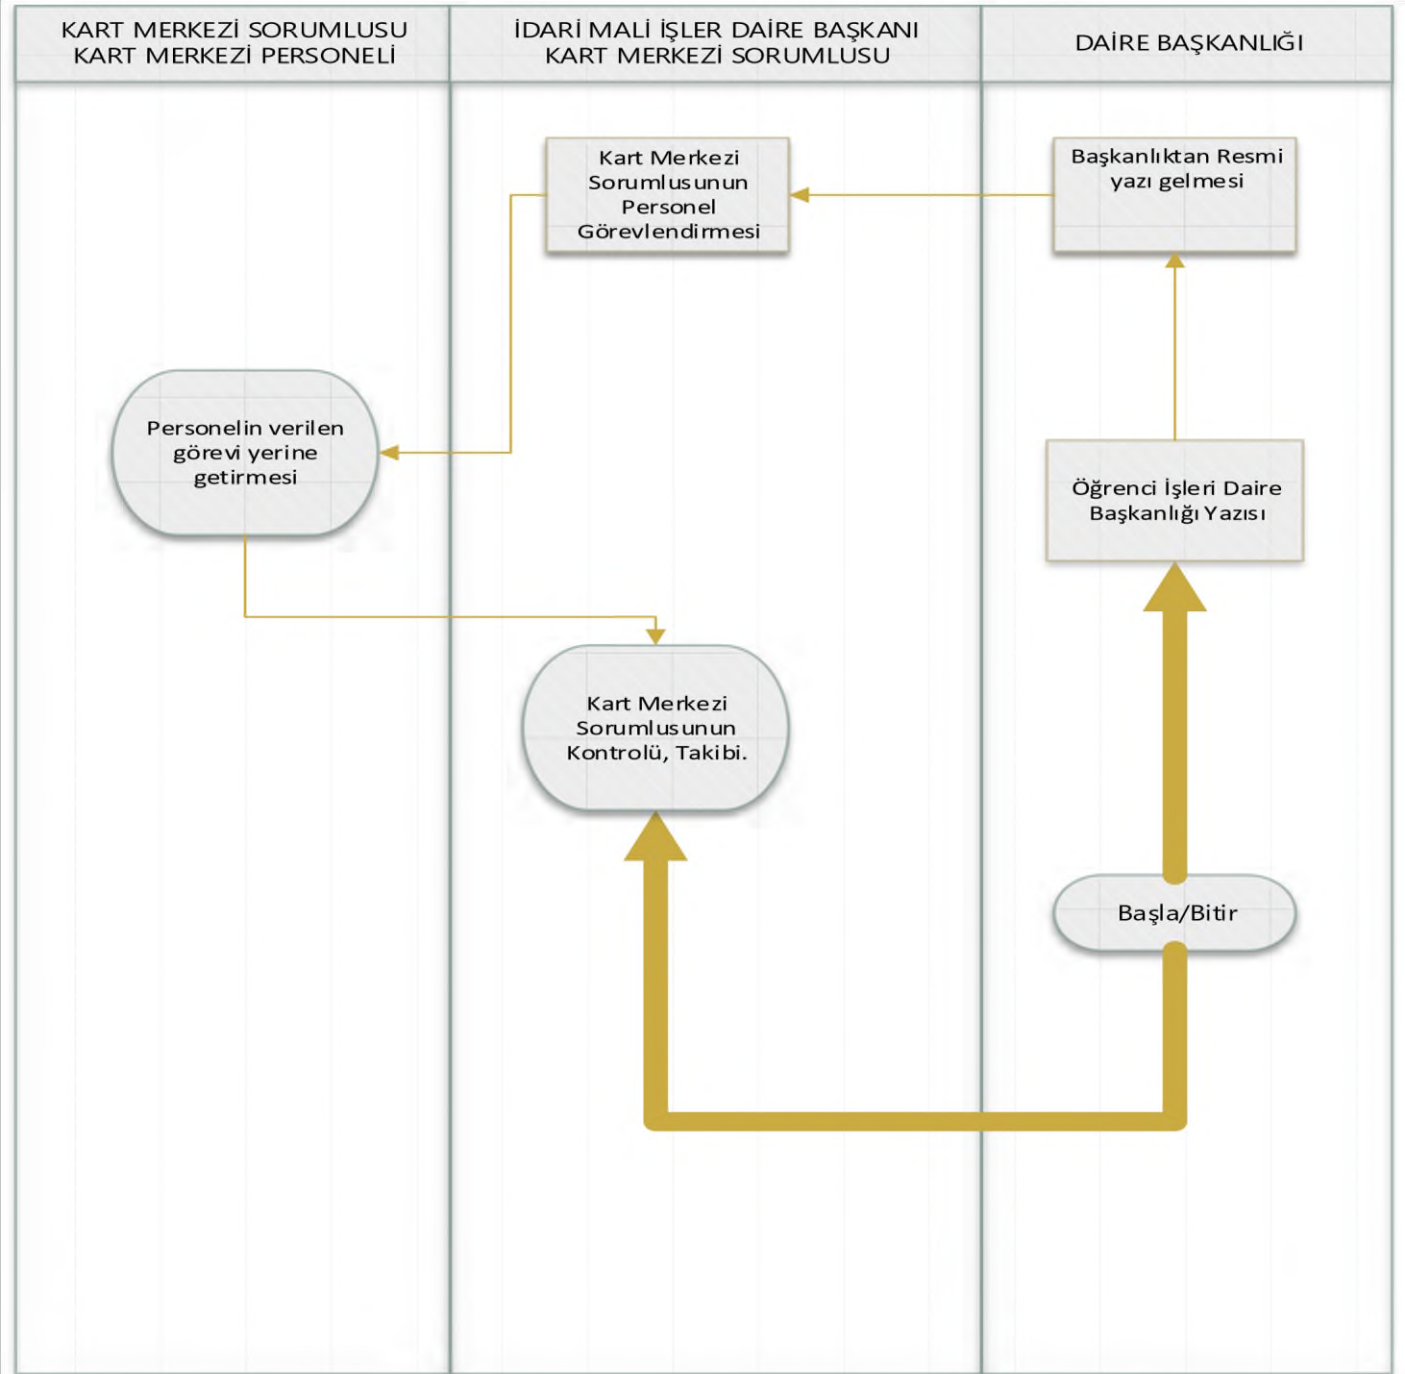 KART MERKEZİ SORUMLUSU
KART MERKEZİ PERSONELİ
İDARİ MALİ İŞLER DAİRE BAŞKANI
KART MERKEZİ SORUMLUSU
DAİRE BAŞKANLIĞI
Kart Merkezi
Sorumlusunun
Personel
Görevlendirmesi
Başkanlıktan Resmi
yazı gelmesi
Personelin verilen
görevi yerine
getirmesi
Öğrenci İşleri Daire
Başkanlığı Yazısı
Kart Merkezi
Sorumlusunun
Kontrolü, Takibi.
Başla/Bitir